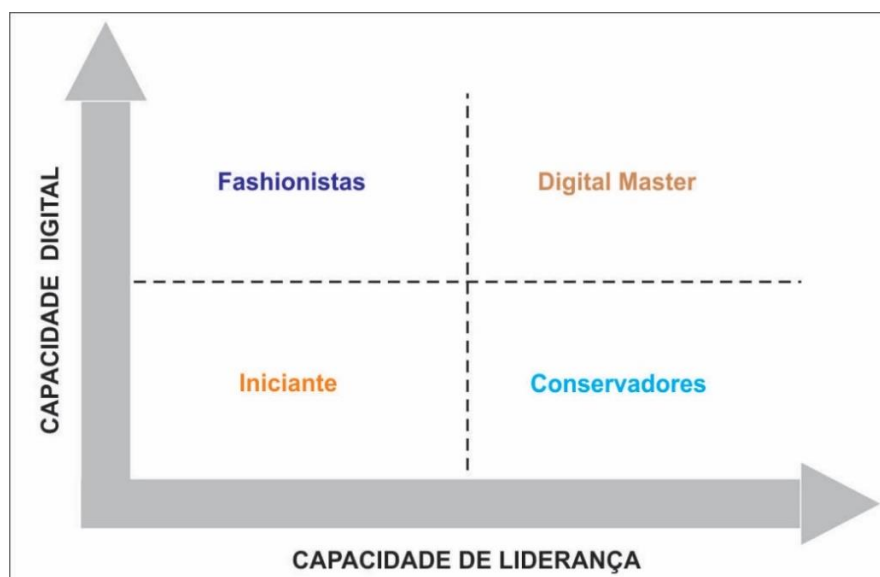 CAPACIDADE DIGITAL
Fashionistas
Digital Master
Iniciante
Conservadores
CAPACIDADE DE LIDERANÇA